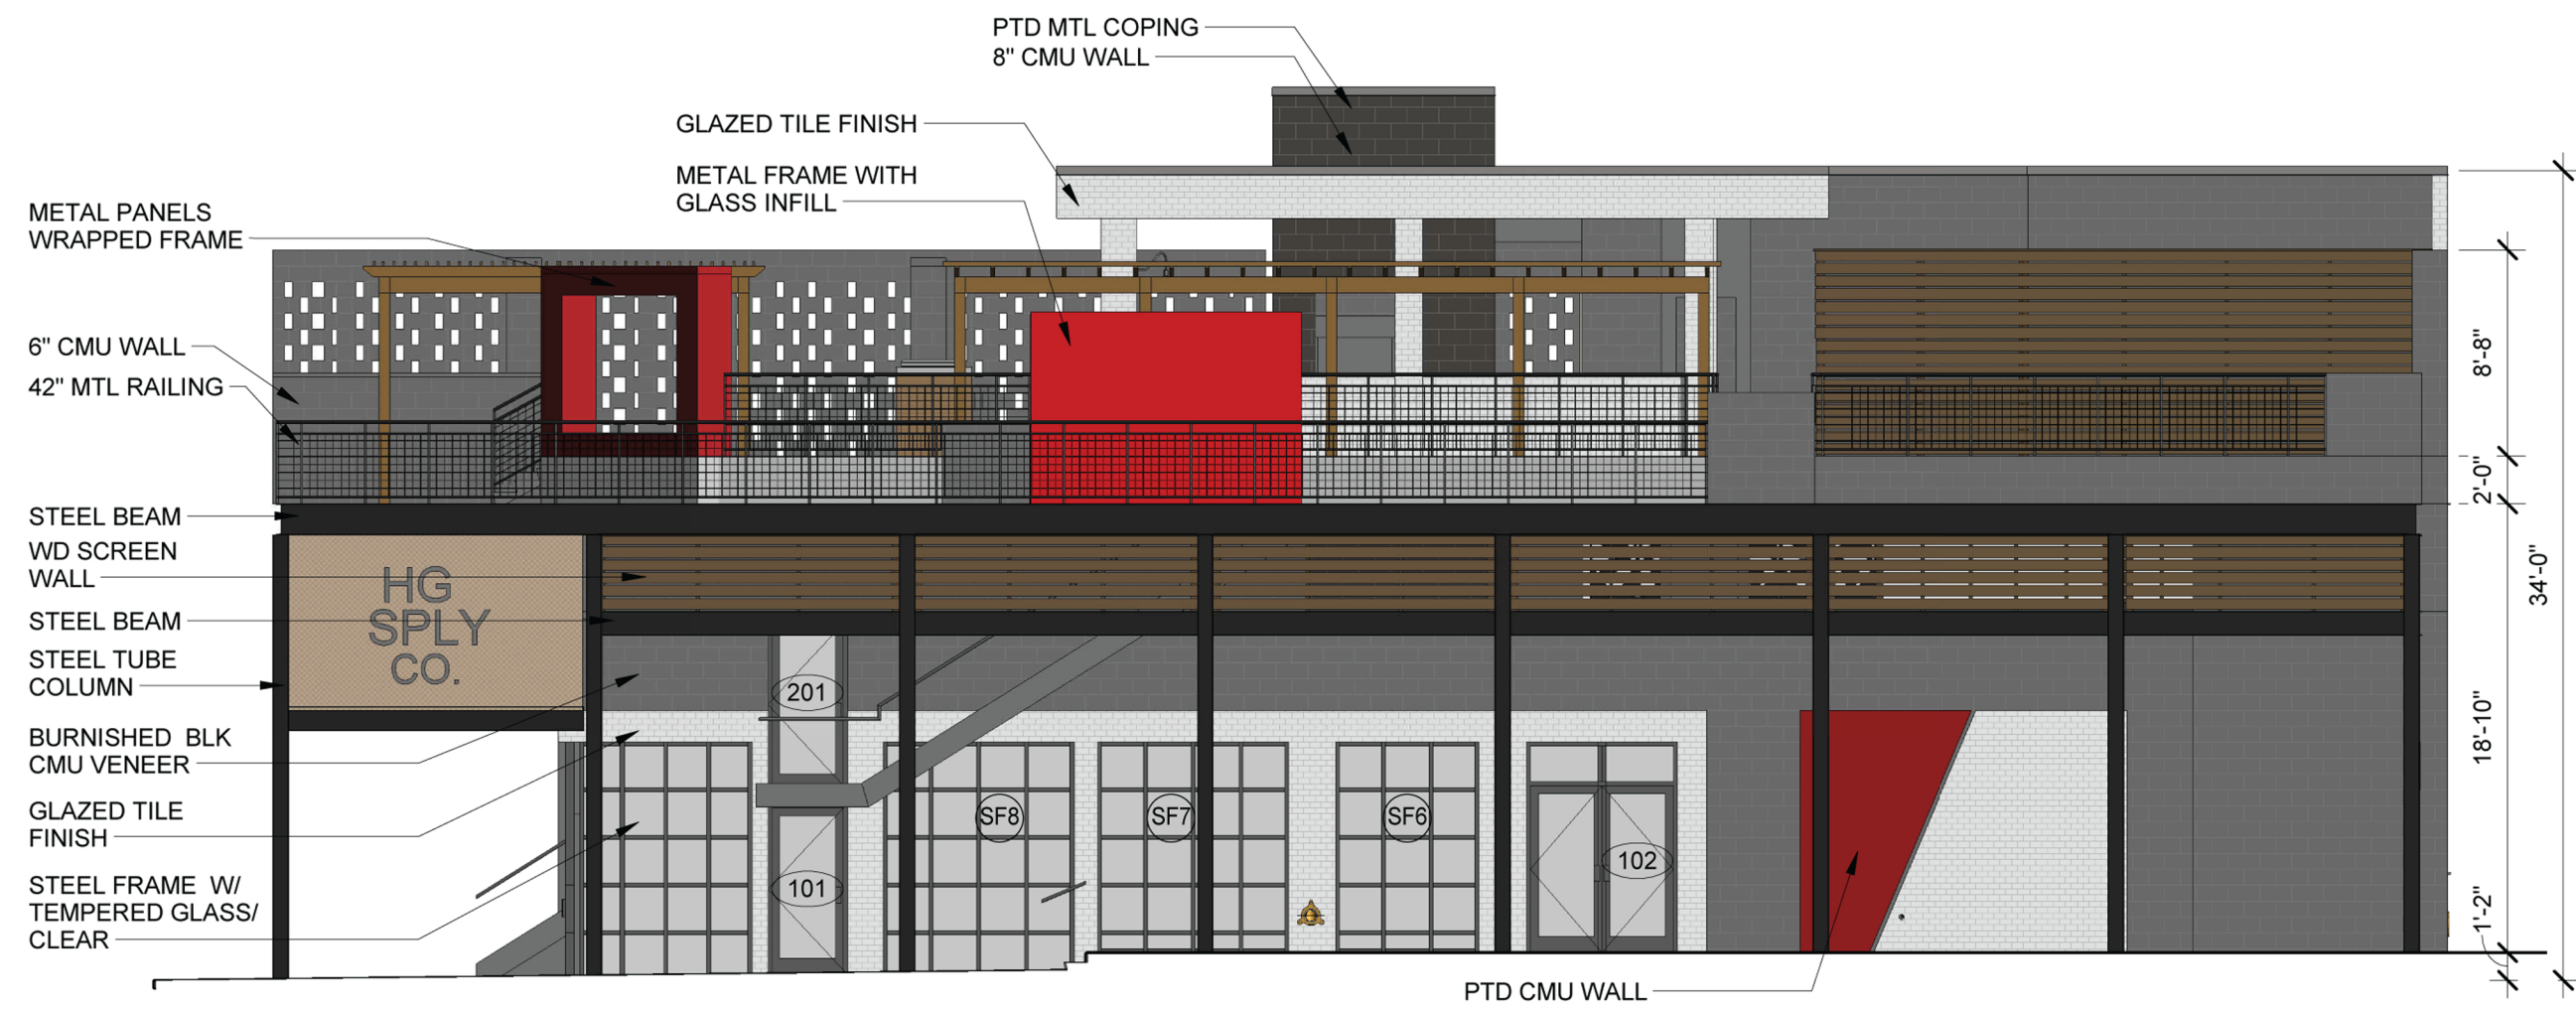 PTD MTL COPING
8" CMU WALL
GLAZED TILE FINISH
METAL FRAME WITH
GLASS INFILL
METAL PANELS
WRAPPED FRAME
6" CMU WALL
42" MTL RAILING
STEEL BEAM
WD SCREEN
WALL
STEEL BEAM
STEEL TUBE
COLUMN
BURNISHED BLK
CMU VENEER
GLAZED TILE
FINISH
STEEL FRAME W/
TEMPERED GLASS/
CLEAR
HG
SPLY
CO.
201
101
SF8
SF7
SF6
102
PTD CMU WALL
8'-8"
2'-0"
34'-0"
18'-10"
1'-2"